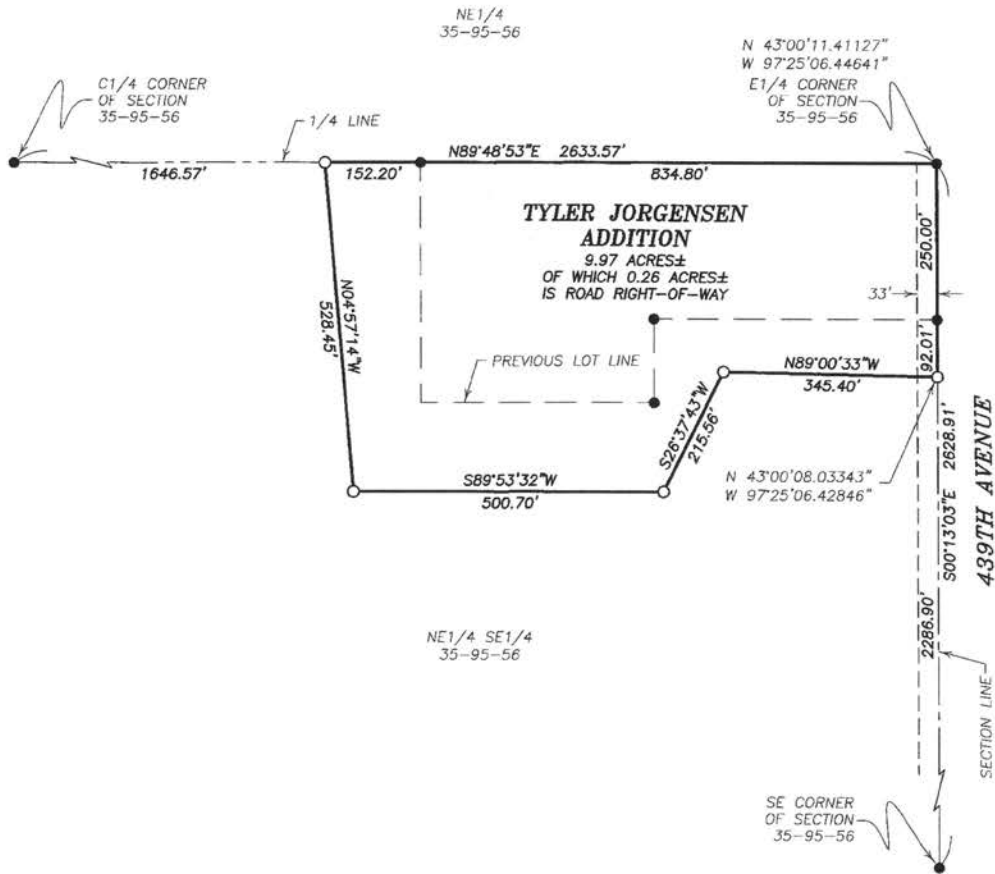 NE1/4
35-95-56
N 43°00'11.41127"
W 97°25'06.44641"
E1/4 CORNER
OF SECTION
35-95-56
C1/4 CORNER
OF SECTION
35-95-56
1/4 LINE
N89°48'53"E 2633.57'
1646.57'
152.20'
834.80'
TYLER JORGENSEN
ADDITION
9.97 ACRES±
OF WHICH 0.26 ACRES±
IS ROAD RIGHT-OF-WAY
250.00'
33'
N04°57'14"W
528.45'
PREVIOUS LOT LINE
92.01'
N89°00'33"W
345.40'
S26°37'43"W
215.56'
S89°53'32"W
500.70'
N 43°00'08.03343"
W 97°25'06.42846"
S00°13'03"E 2628.91'
439TH AVENUE
2286.90'
NE1/4 SE1/4
35-95-56
SECTION LINE
SE CORNER
OF SECTION
35-95-56